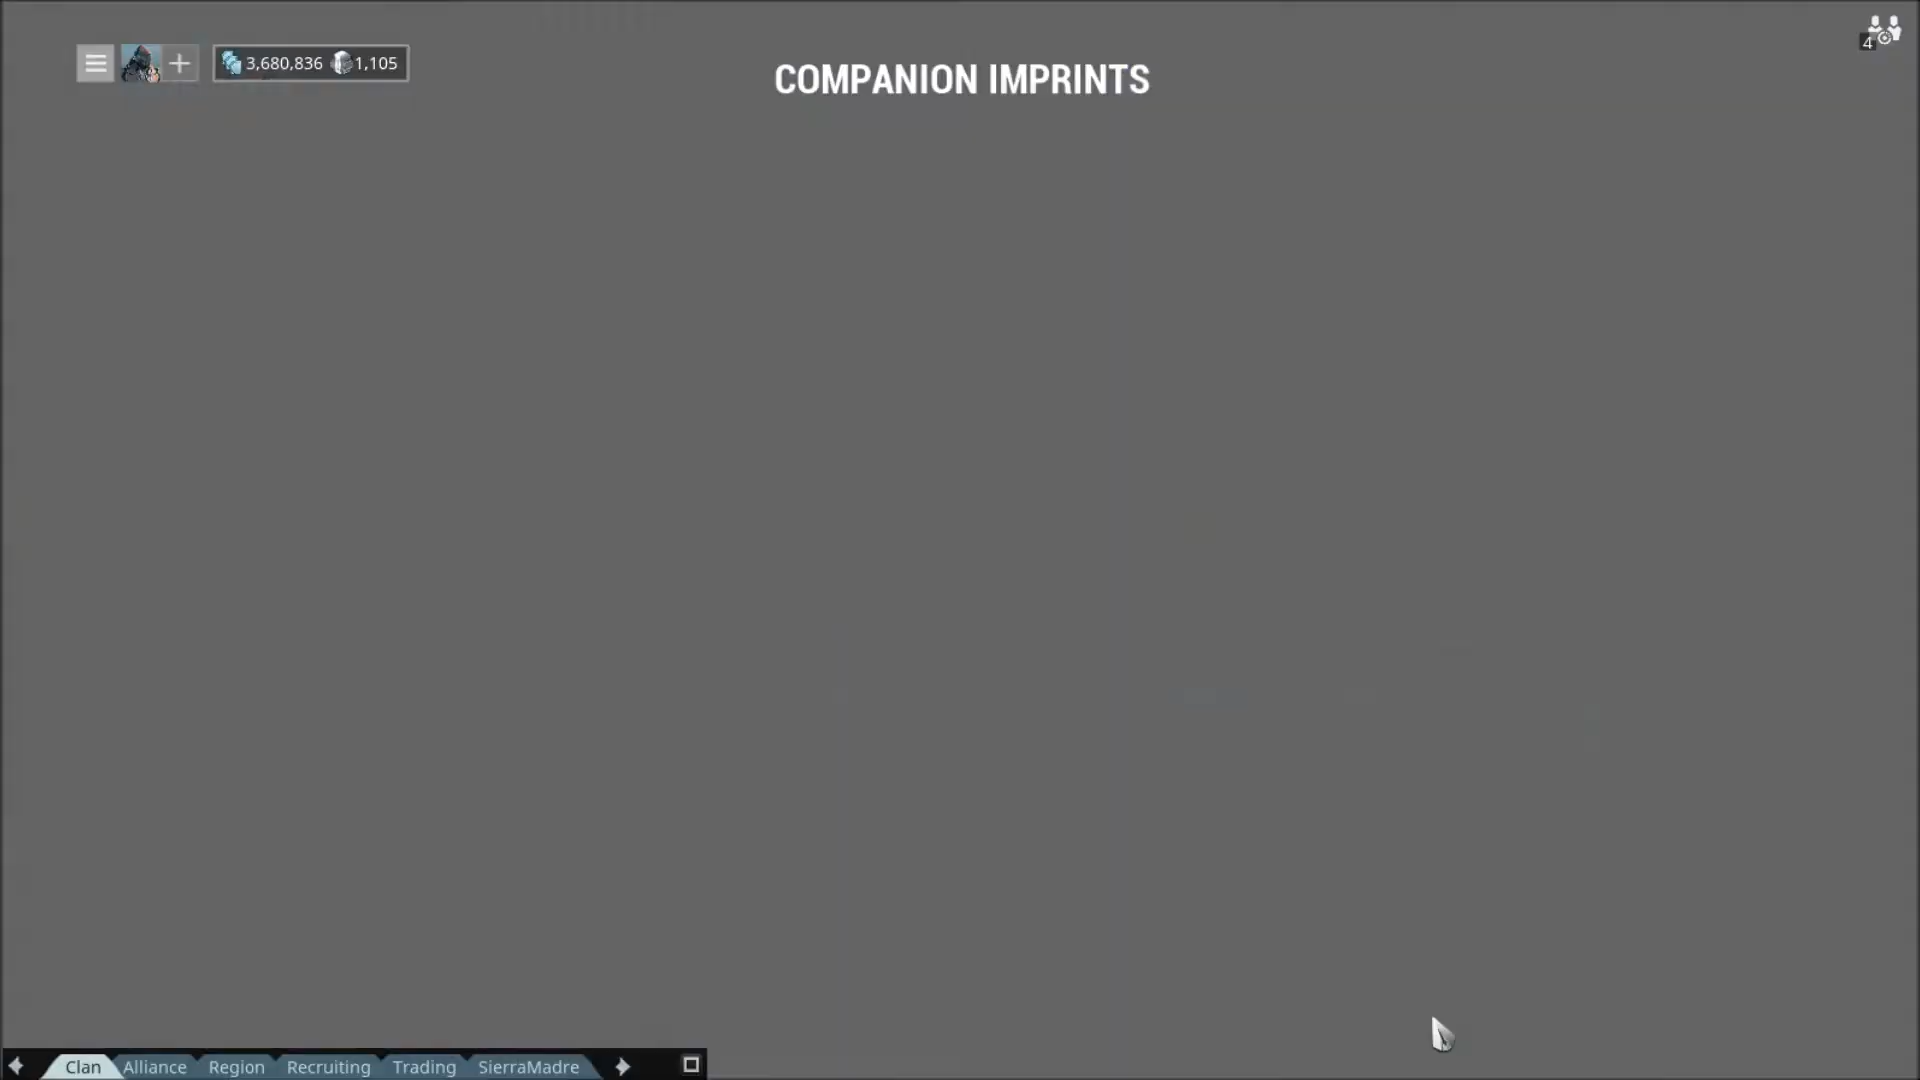 3,680,836 1,105
COMPANION IMPRINTS
4
Clan Alliance Region Recruiting Trading SierraMadre